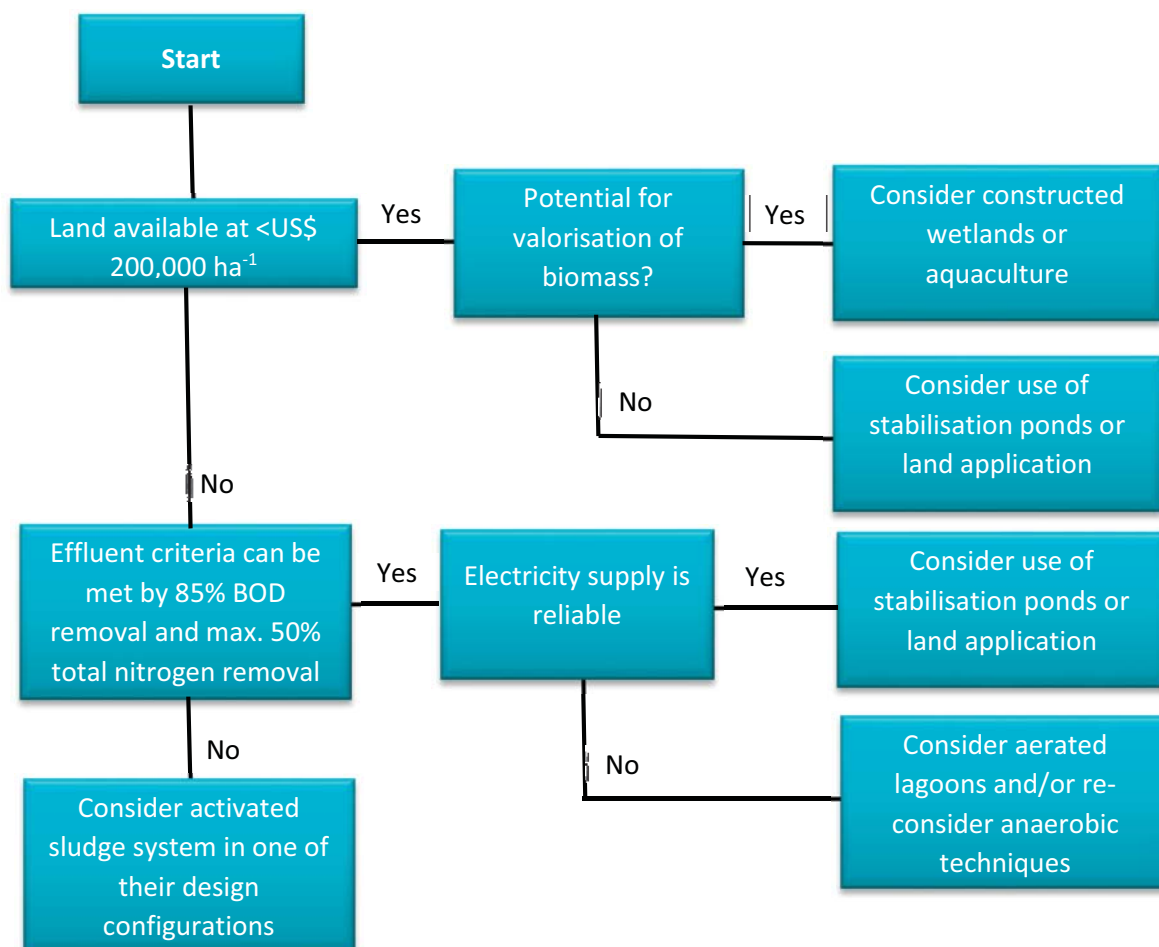 Start
Land available at <US$
200,000 ha-1
Yes
Potential for
valorisation of
biomass?
Yes
Consider constructed
wetlands or
aquaculture
No
Consider use of
stabilisation ponds or
land application
No
Effluent criteria can be
met by 85% BOD
removal and max. 50%
total nitrogen removal
Yes
Electricity supply is
reliable
Yes
Consider use of
stabilisation ponds or
land application
No
Consider aerated
lagoons and/or re-
consider anaerobic
techniques
No
Consider activated
sludge system in one of
their design
configurations